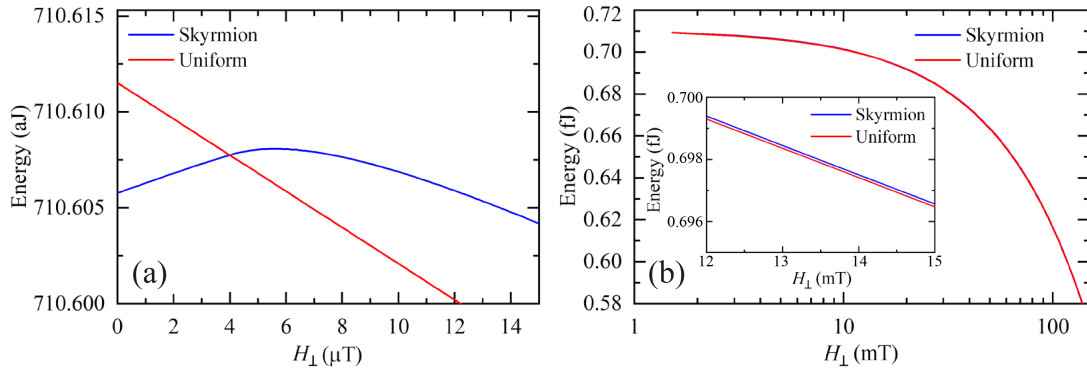 710.615
710.610
710.605
710.600
Energy (aJ)
Skyrmion
Uniform
(a)
0 2 4 6 8 10 12 14
H⊥ (μT)
0.72
0.70
0.68
0.66
0.64
0.62
0.60
0.58
Energy (fJ)
Skyrmion
Uniform
0.700
0.698
0.696
Energy (fJ)
Skyrmion
Uniform
12 13 14 15
H⊥ (mT)
(b)
1 10 100
H⊥ (mT)